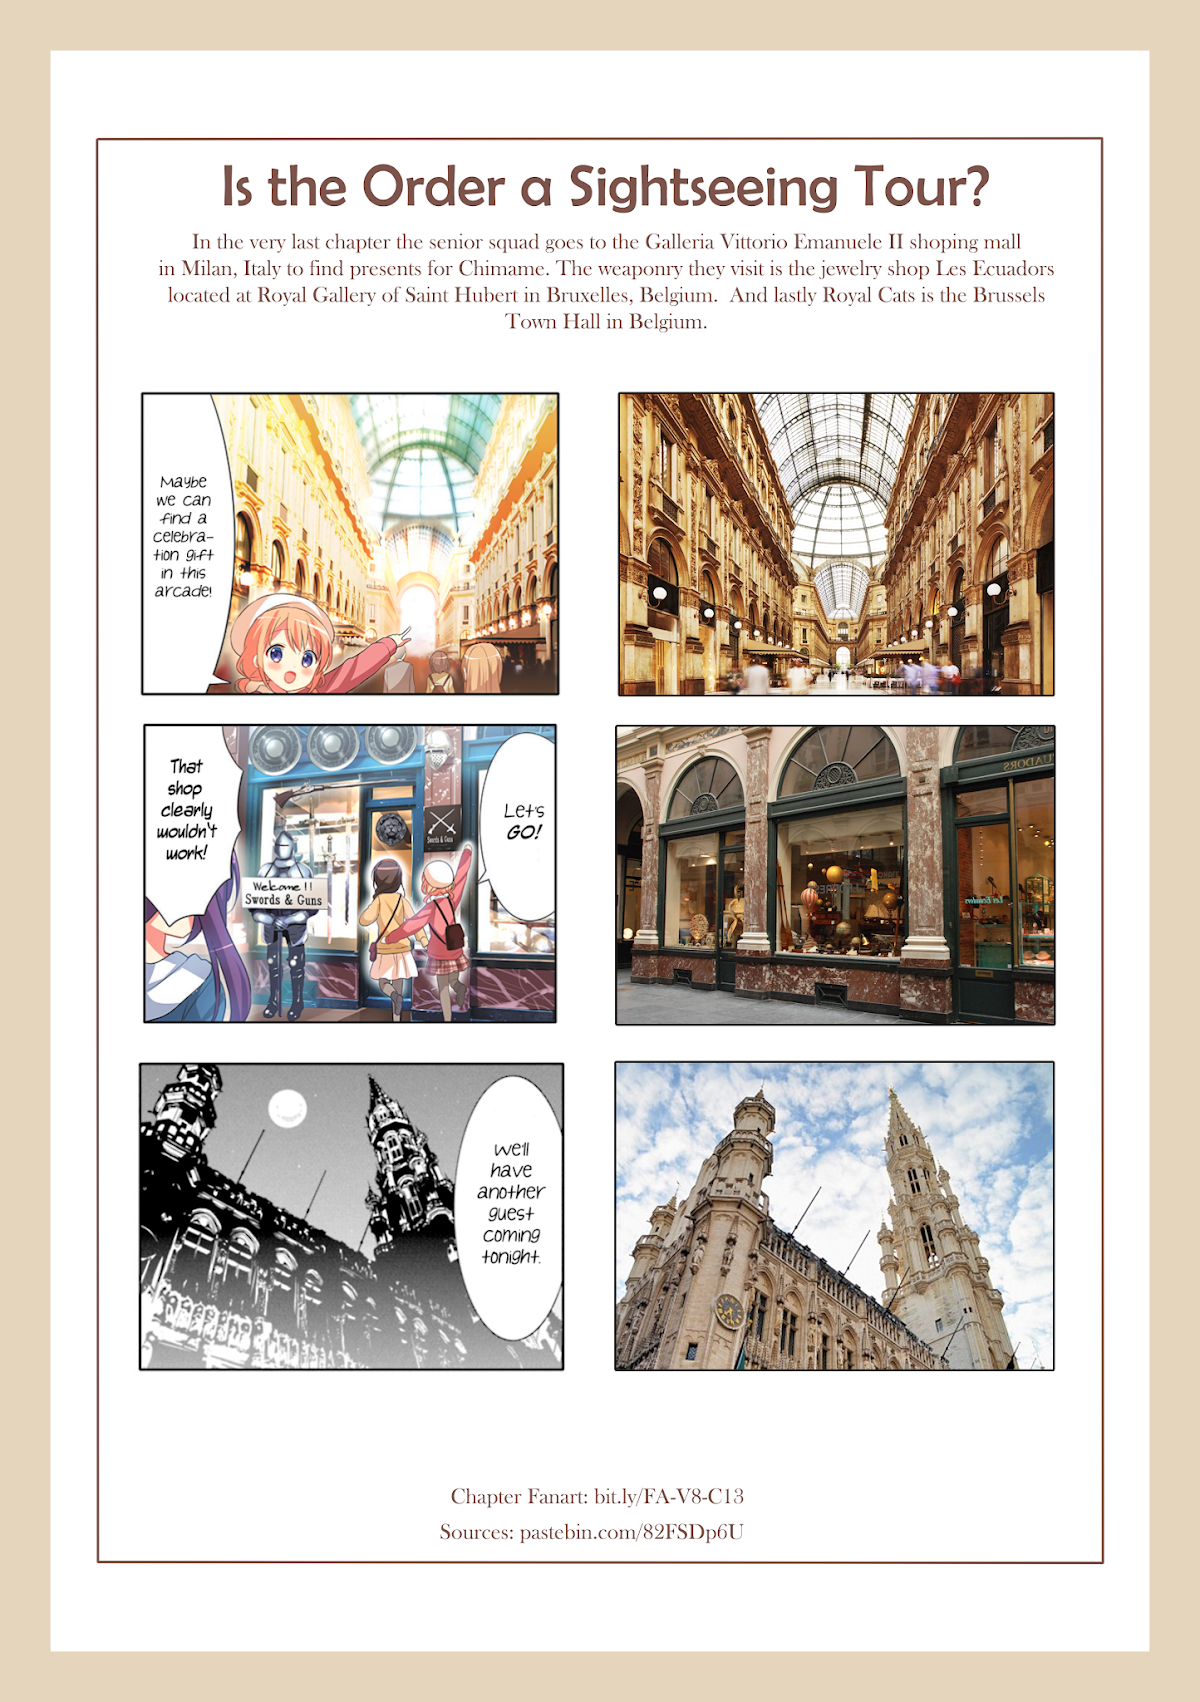 Is the Order a Sightseeing Tour?
In the very last chapter the senior squad goes to the Galleria Vittorio Emanuele II shoping mall
in Milan, Italy to find presents for Chimame. The weaponry they visit is the jewelry shop Les Ecuadors
located at Royal Gallery of Saint Hubert in Bruxelles, Belgium.  And lastly Royal Cats is the Brussels
Town Hall in Belgium.
Maybe
we can
find a
celebra-
tion gift
in this
arcade!
That
shop
clearly
wouldn't
work!
Let's
GO!
Welcome!!
Swords & Guns
Swords & Guns
UADORS
Les Ecuadors
We'll
have
another
guest
coming
tonight.
Chapter Fanart: bit.ly/FA-V8-C13
Sources: pastebin.com/82FSDp6U